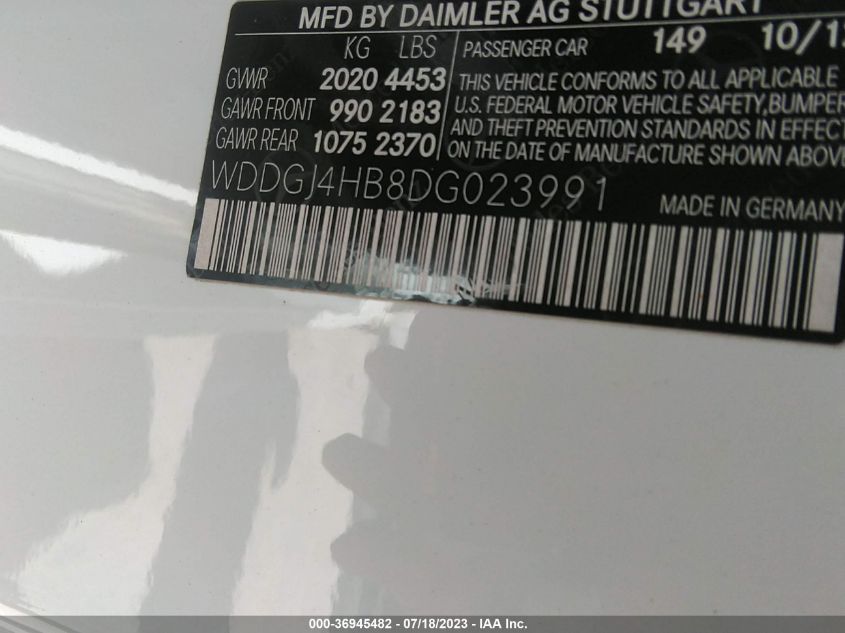 MFD BY DAIMLER AG STUTTGART
KG LBS PASSENGER CAR 149 10/12
GVWR 2020 4453
GAWR FRONT 990 2183
GAWR REAR 1075 2370
THIS VEHICLE CONFORMS TO ALL APPLICABLE
U.S. FEDERAL MOTOR VEHICLE SAFETY, BUMPER
AND THEFT PREVENTION STANDARDS IN EFFECT
ON THE DATE OF MANUFACTURE SHOWN ABOVE
WDDGJ4HB8DG023991
MADE IN GERMANY
000-36945482 - 07/18/2023 - IAA Inc.